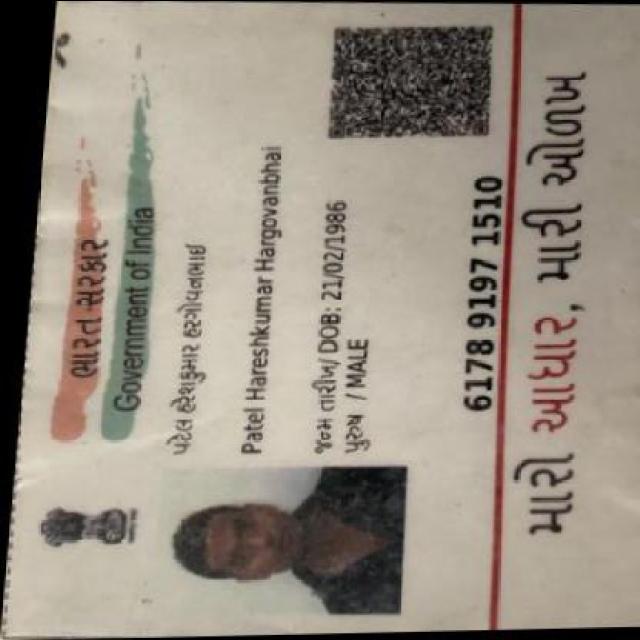 ભારત સરકાર
Government of India
પટેલ હરેશકુમાર હરગોવનભાઈ
Patel Hareshkumar Hargovanbhai
જન્મ તારીખ/ DOB: 21/02/1986
પુરુષ / MALE
6178 9197 1510
મારો આધાર, મારી ઓળખ